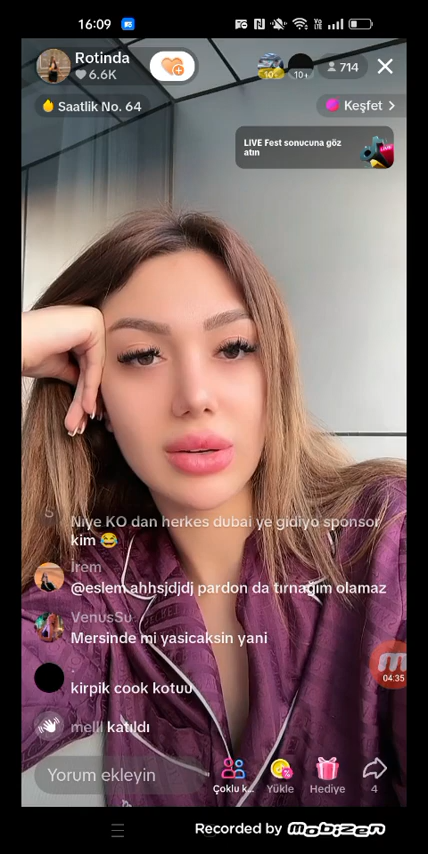 16:09
Rotinda
6.6K
10+
10+
714
Saatlik No. 64
Keşfet
LIVE Fest sonucuna göz
atın
S
Niye KO dan herkes dubai ye gidiyo sponsor
kim 😂
İrem
@eslem ahhsjdjdj pardon da tırnağım olamaz
VenusSu
Mersinde mi yasicaksin yani
.
kirpik cook kotuu
melll katıldı
04:35
Yorum ekleyin
Çoklu k...
Yükle
Hediye
4
Recorded by Mobizen